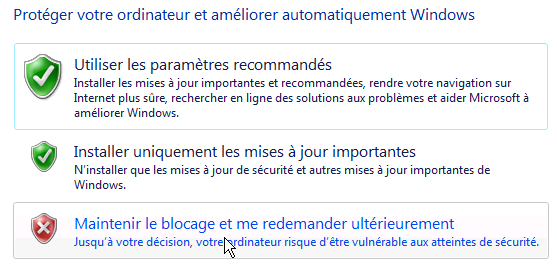 Protéger votre ordinateur et améliorer automatiquement Windows
Utiliser les paramètres recommandés
Installer les mises à jour importantes et recommandées, rendre votre navigation sur
Internet plus sûre, rechercher en ligne des solutions aux problèmes et aider Microsoft à
améliorer Windows.
Installer uniquement les mises à jour importantes
N'installer que les mises à jour de sécurité et autres mises à jour importantes de
Windows.
Maintenir le blocage et me redemander ultérieurement
Jusqu'à votre décision, votre ordinateur risque d'être vulnérable aux atteintes de sécurité.